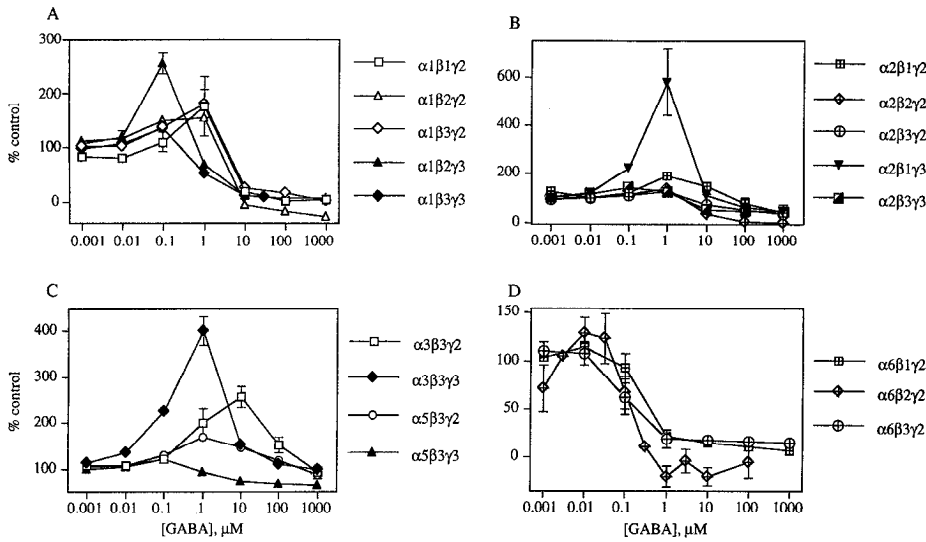 A
300
200
100
0
% control
0.001 0.01 0.1 1 10 100 1000
α1β1γ2
α1β2γ2
α1β3γ2
α1β2γ3
α1β3γ3
B
600
400
200
0
0.001 0.01 0.1 1 10 100 1000
α2β1γ2
α2β2γ2
α2β3γ2
α2β1γ3
α2β3γ3
C
400
300
200
100
% control
0.001 0.01 0.1 1 10 100 1000
[GABA], μM
α3β3γ2
α3β3γ3
α5β3γ2
α5β3γ3
D
150
100
50
0
0.001 0.01 0.1 1 10 100 1000
[GABA], μM
α6β1γ2
α6β2γ2
α6β3γ2